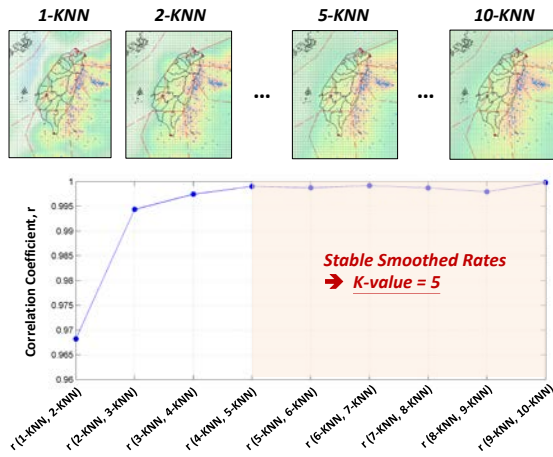 1-KNN 2-KNN 5-KNN 10-KNN
... ...
Correlation Coefficient, r
1
0.995
0.99
0.985
0.98
0.975
0.97
0.965
0.96
Stable Smoothed Rates
➔ K-value = 5
r (1-KNN, 2-KNN)
r (2-KNN, 3-KNN)
r (3-KNN, 4-KNN)
r (4-KNN, 5-KNN)
r (5-KNN, 6-KNN)
r (6-KNN, 7-KNN)
r (7-KNN, 8-KNN)
r (8-KNN, 9-KNN)
r (9-KNN, 10-KNN)